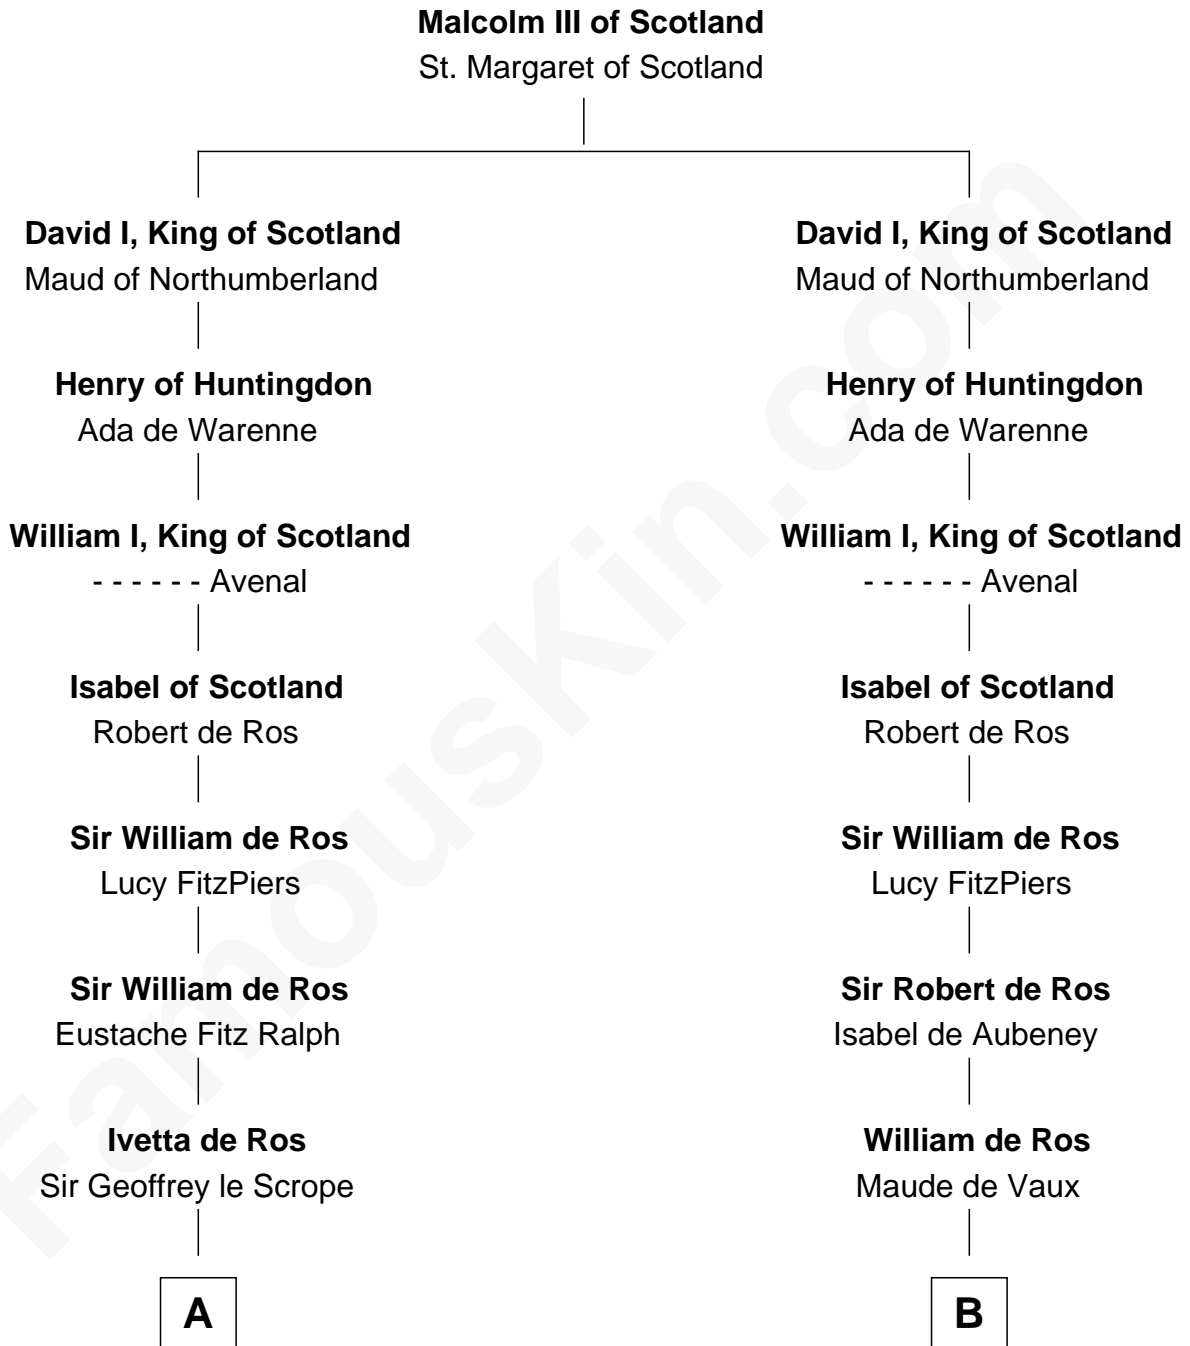 Malcolm III of Scotland
St. Margaret of Scotland
David I, King of Scotland
Maud of Northumberland
Henry of Huntingdon
Ada de Warenne
William I, King of Scotland
- - - - - - Avenal
Isabel of Scotland
Robert de Ros
Sir William de Ros
Lucy FitzPiers
Sir William de Ros
Eustache Fitz Ralph
Ivetta de Ros
Sir Geoffrey le Scrope
A
David I, King of Scotland
Maud of Northumberland
Henry of Huntingdon
Ada de Warenne
William I, King of Scotland
- - - - - - Avenal
Isabel of Scotland
Robert de Ros
Sir William de Ros
Lucy FitzPiers
Sir Robert de Ros
Isabel de Aubeney
William de Ros
Maude de Vaux
B
FamousKin.com